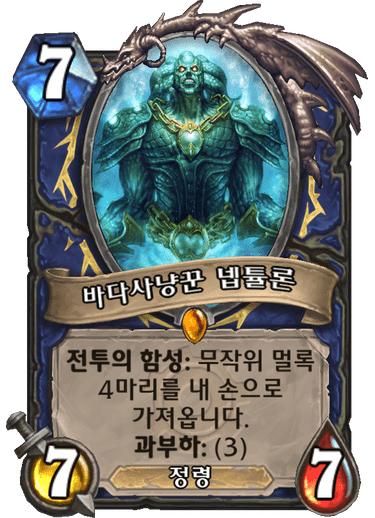 7
바다사냥꾼 넵튤론
전투의 함성: 무작위 멀록
4마리를 내 손으로
가져옵니다.
과부하: (3)
7
정령
7